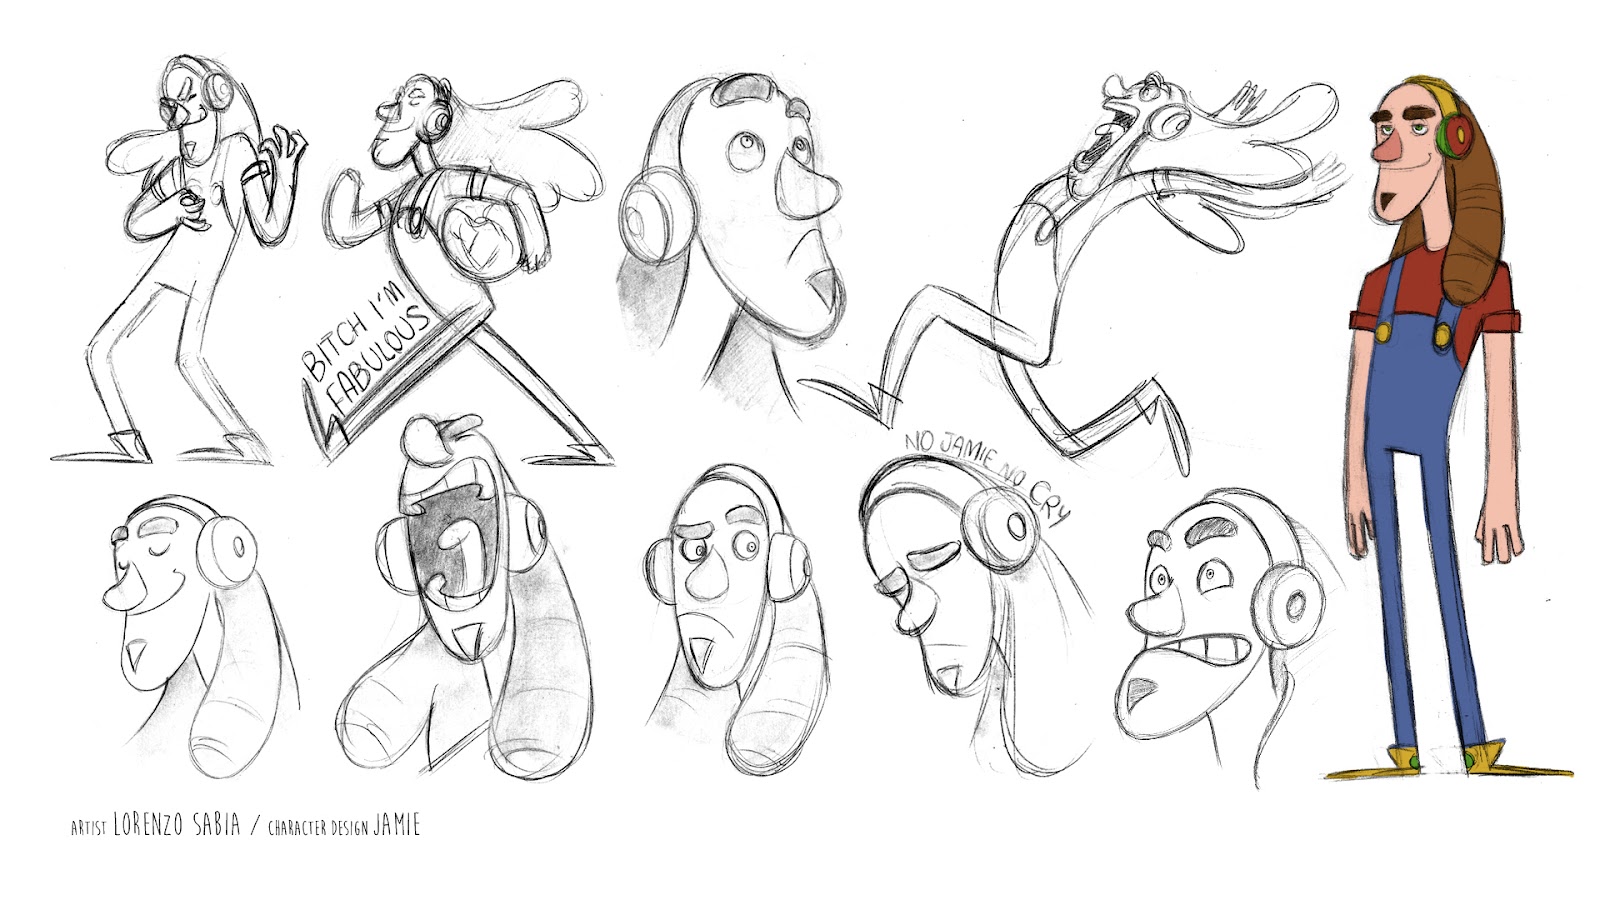 BITCH I'M
FABULOUS
NO JAMIE NO CRY
ARTIST LORENZO SABIA / CHARACTER DESIGN JAMIE